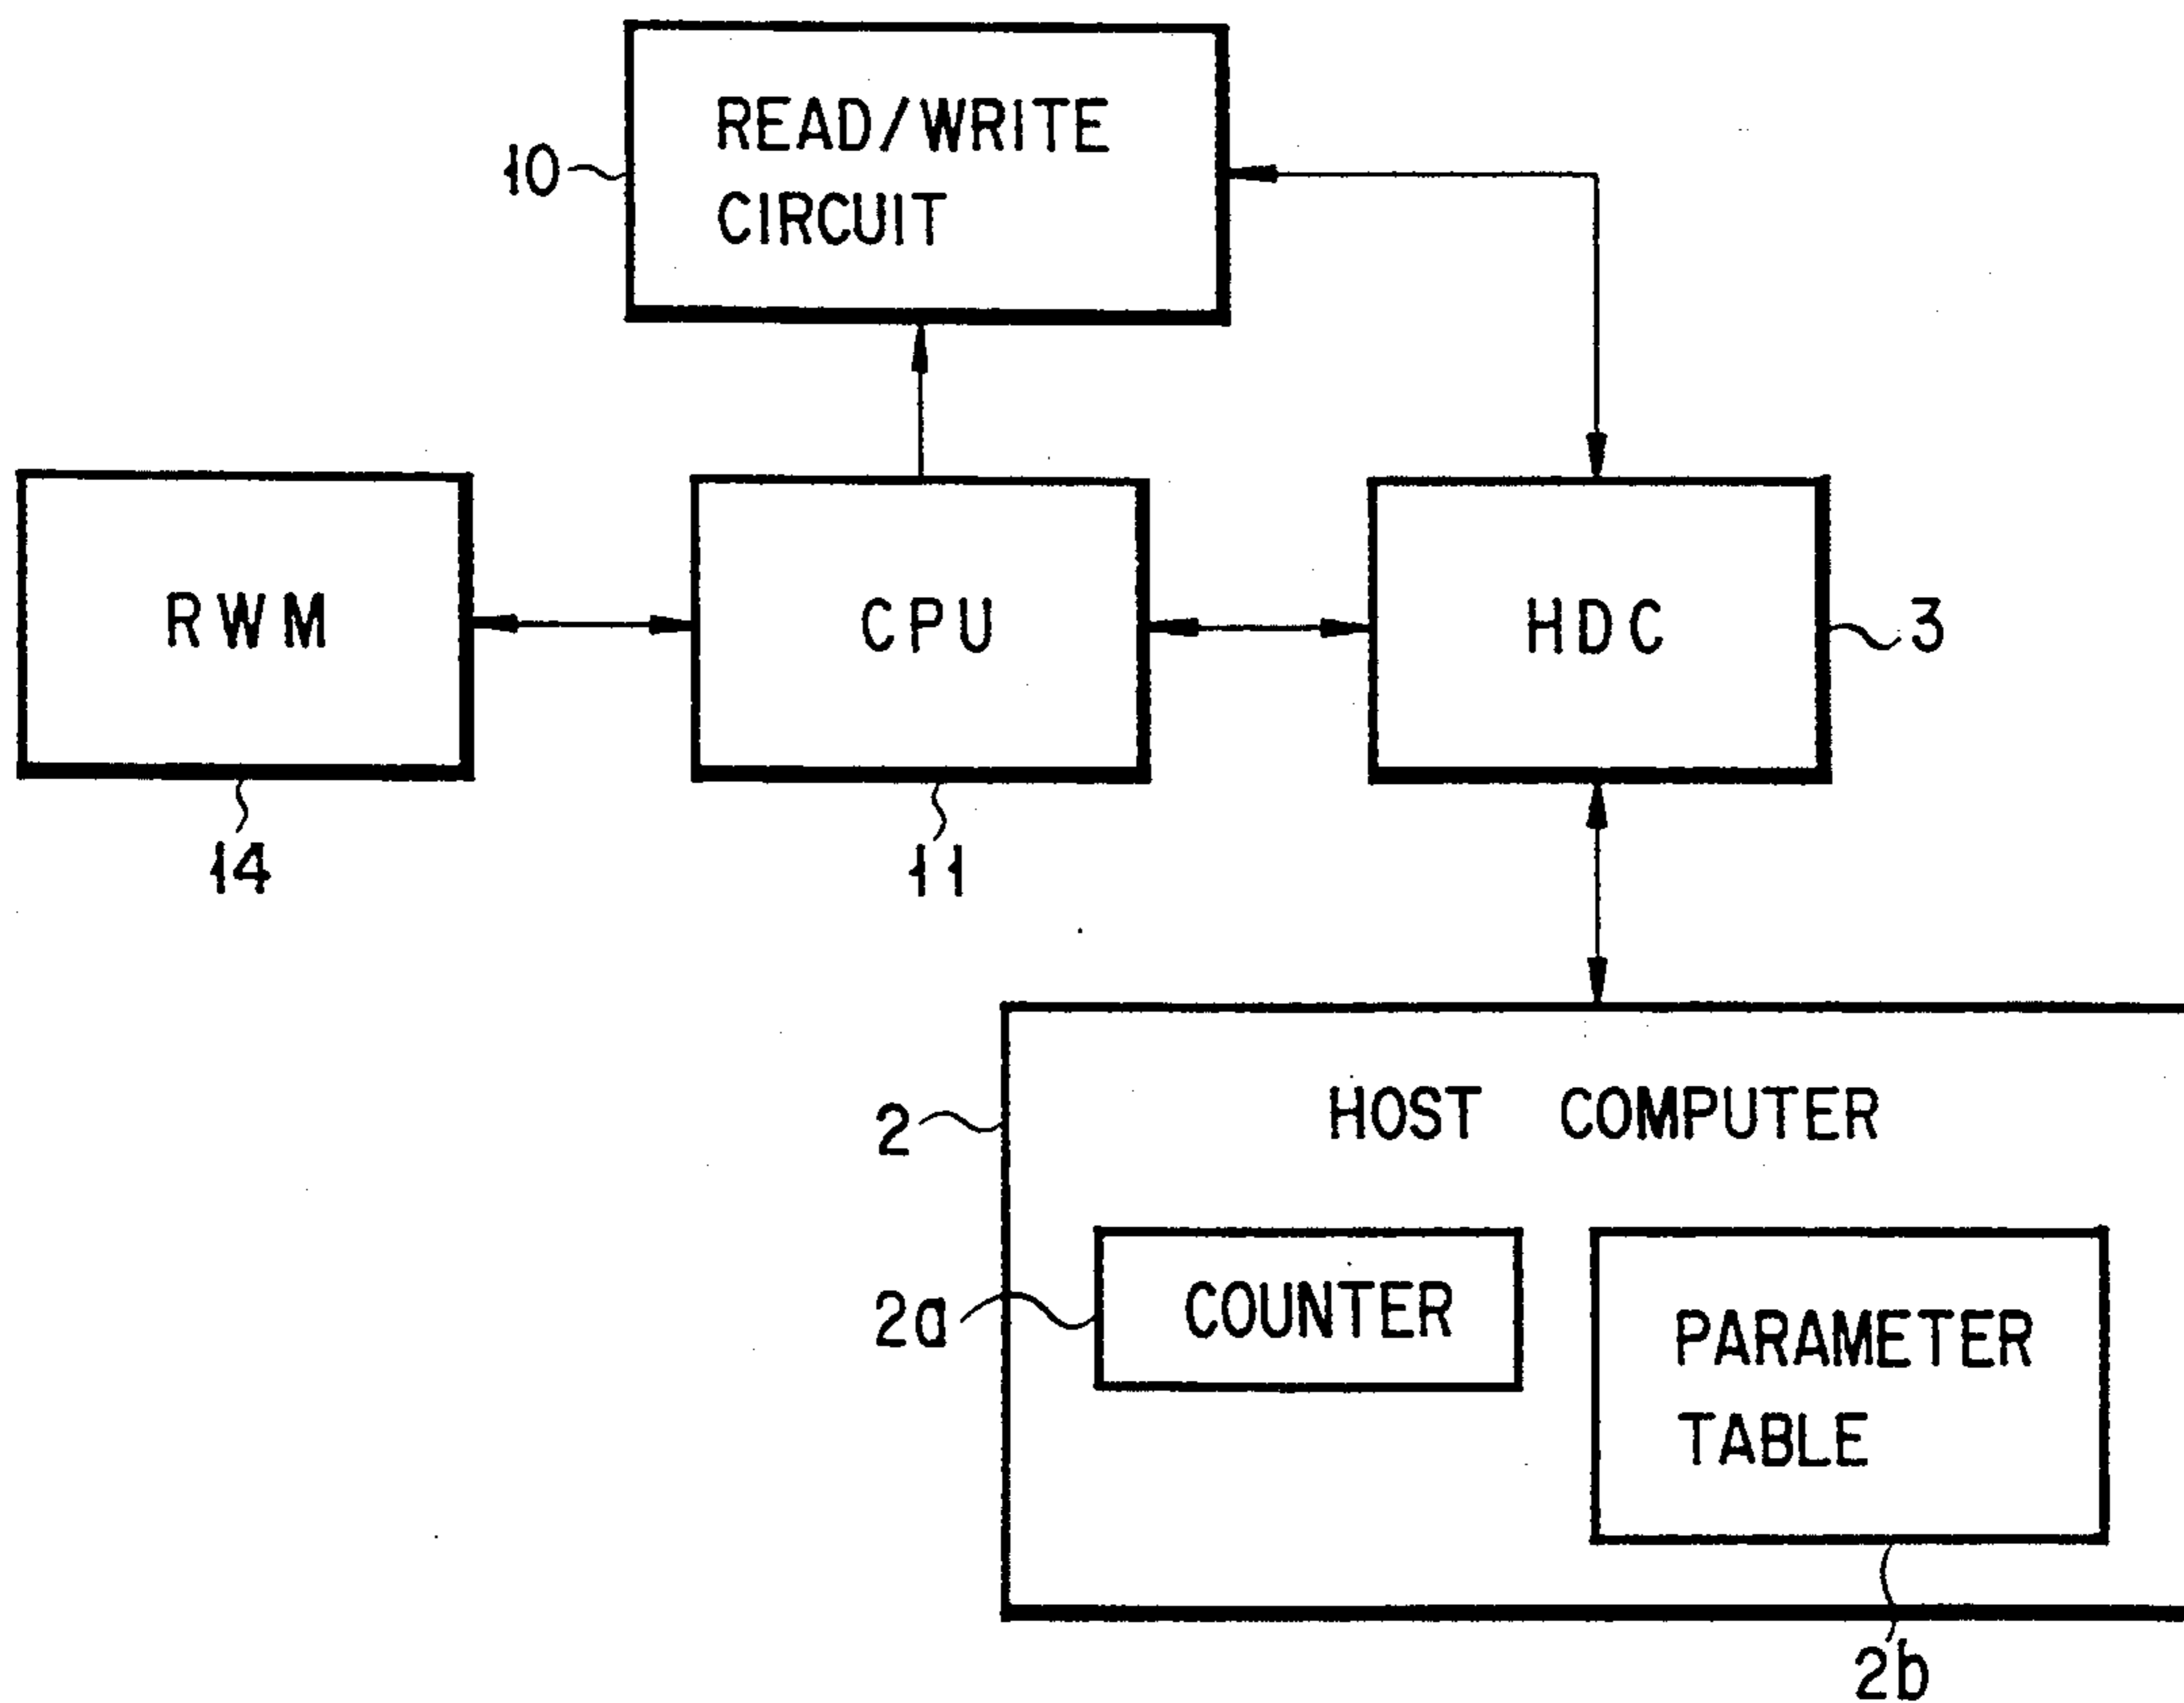 READ/WRITE
CIRCUIT
10
RWM
CPU
HDC
3
14
11
HOST COMPUTER
2
COUNTER
2a
PARAMETER
TABLE
2b